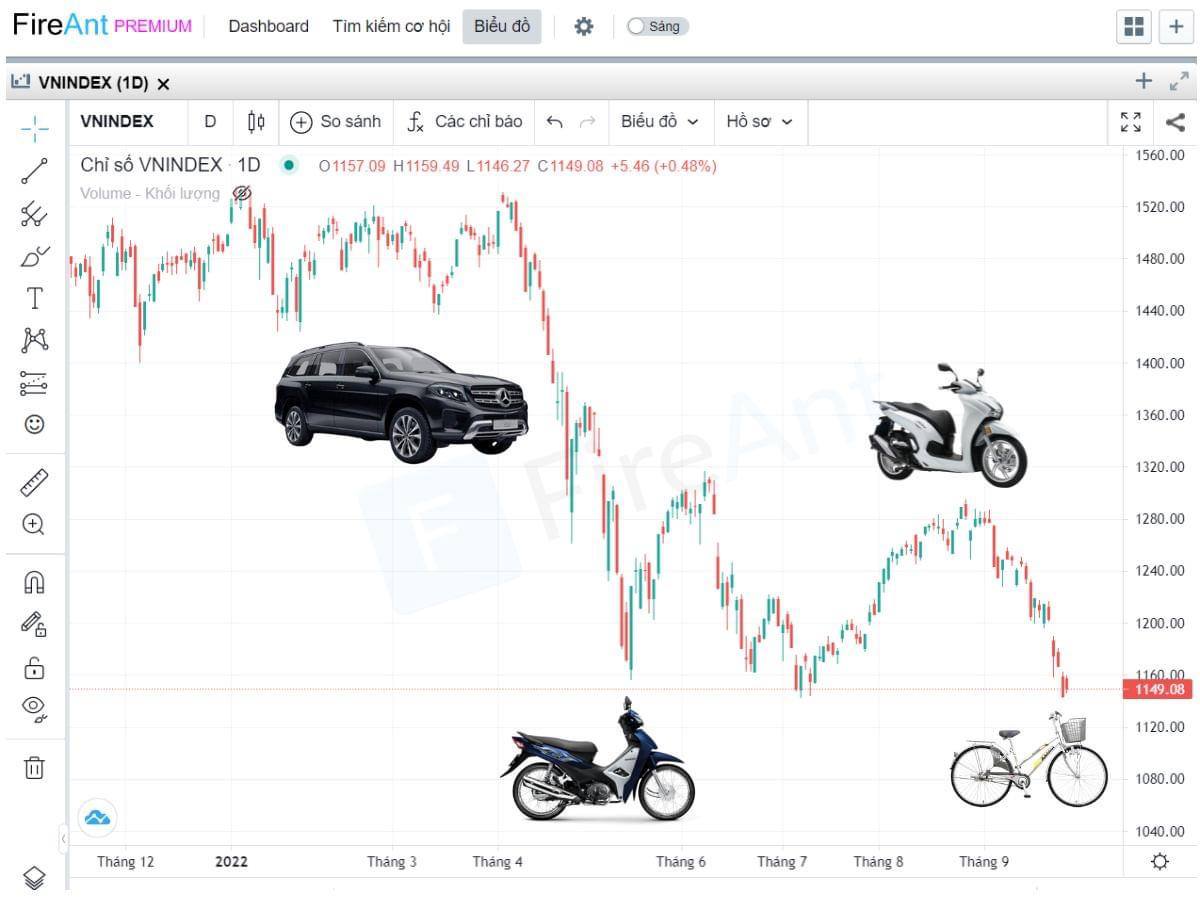 FireAnt PREMIUM Dashboard Tìm kiếm cơ hội Biểu đồ Sáng
VNINDEX (1D)
VNINDEX D So sánh Các chỉ báo Biểu đồ Hồ sơ
Chỉ số VNINDEX · 1D O1157.09 H1159.49 L1146.27 C1149.08 +5.46 (+0.48%)
Volume - Khối lượng
1560.00
1520.00
1480.00
1440.00
1400.00
1360.00
1320.00
1280.00
1240.00
1200.00
1160.00
1149.08
1120.00
1080.00
1040.00
FireAnt
Tháng 12 2022 Tháng 3 Tháng 4 Tháng 6 Tháng 7 Tháng 8 Tháng 9